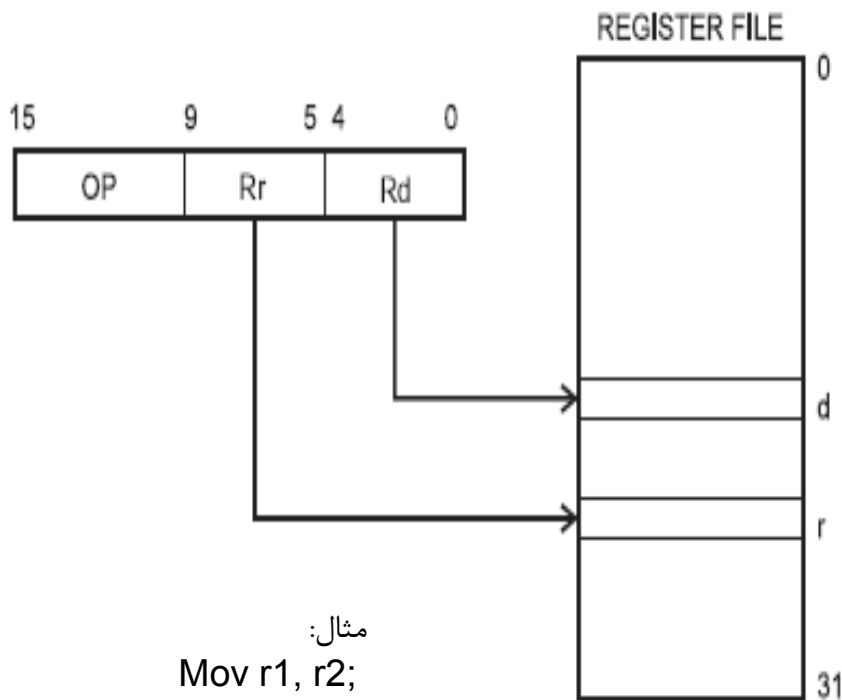 REGISTER FILE
0
15 9 5 4 0
OP Rr Rd
d
r
مثال:
Mov r1, r2;
31